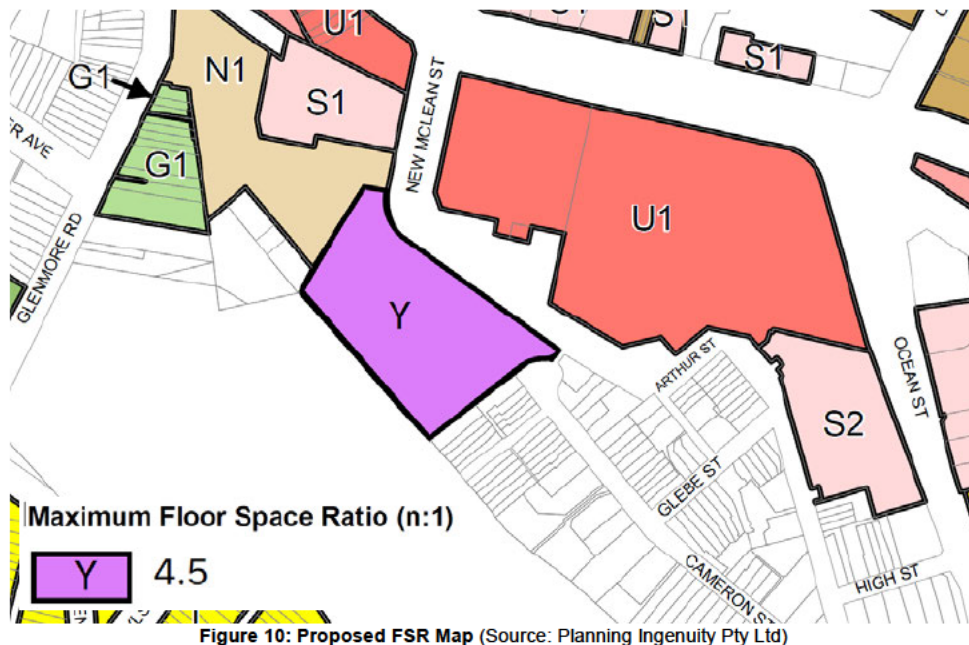 U1
S1
S1
G1
N1
S1
NEW MCLEAN ST
AVE
G1
U1
GLENMORE RD
Y
OCEAN ST
ARTHUR ST
S2
GLEBE ST
Maximum Floor Space Ratio (n:1)
Y 4.5
CAMERON ST
HIGH ST
Figure 10: Proposed FSR Map (Source: Planning Ingenuity Pty Ltd)